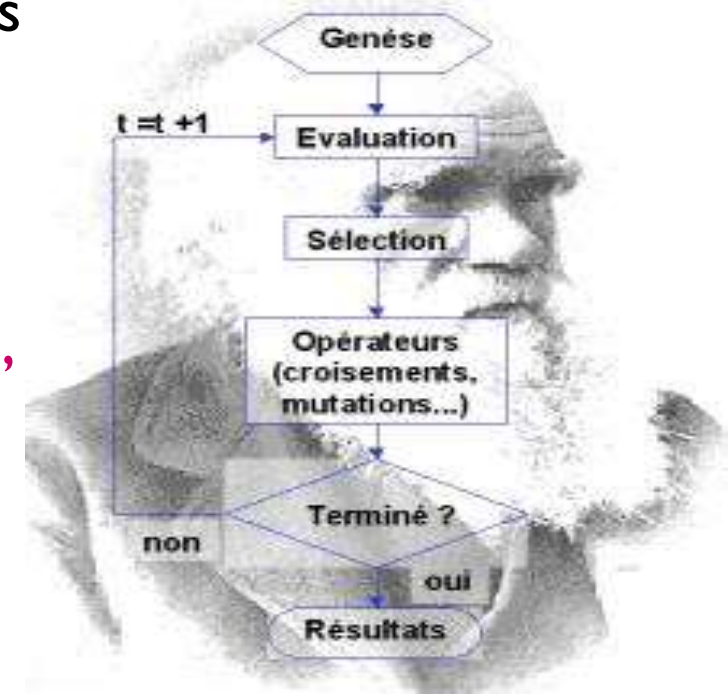 s
Genése
t =t +1
Evaluation
Sélection
,
Opérateurs
(croisements,
mutations...)
Terminé ?
non
oui
Résultats